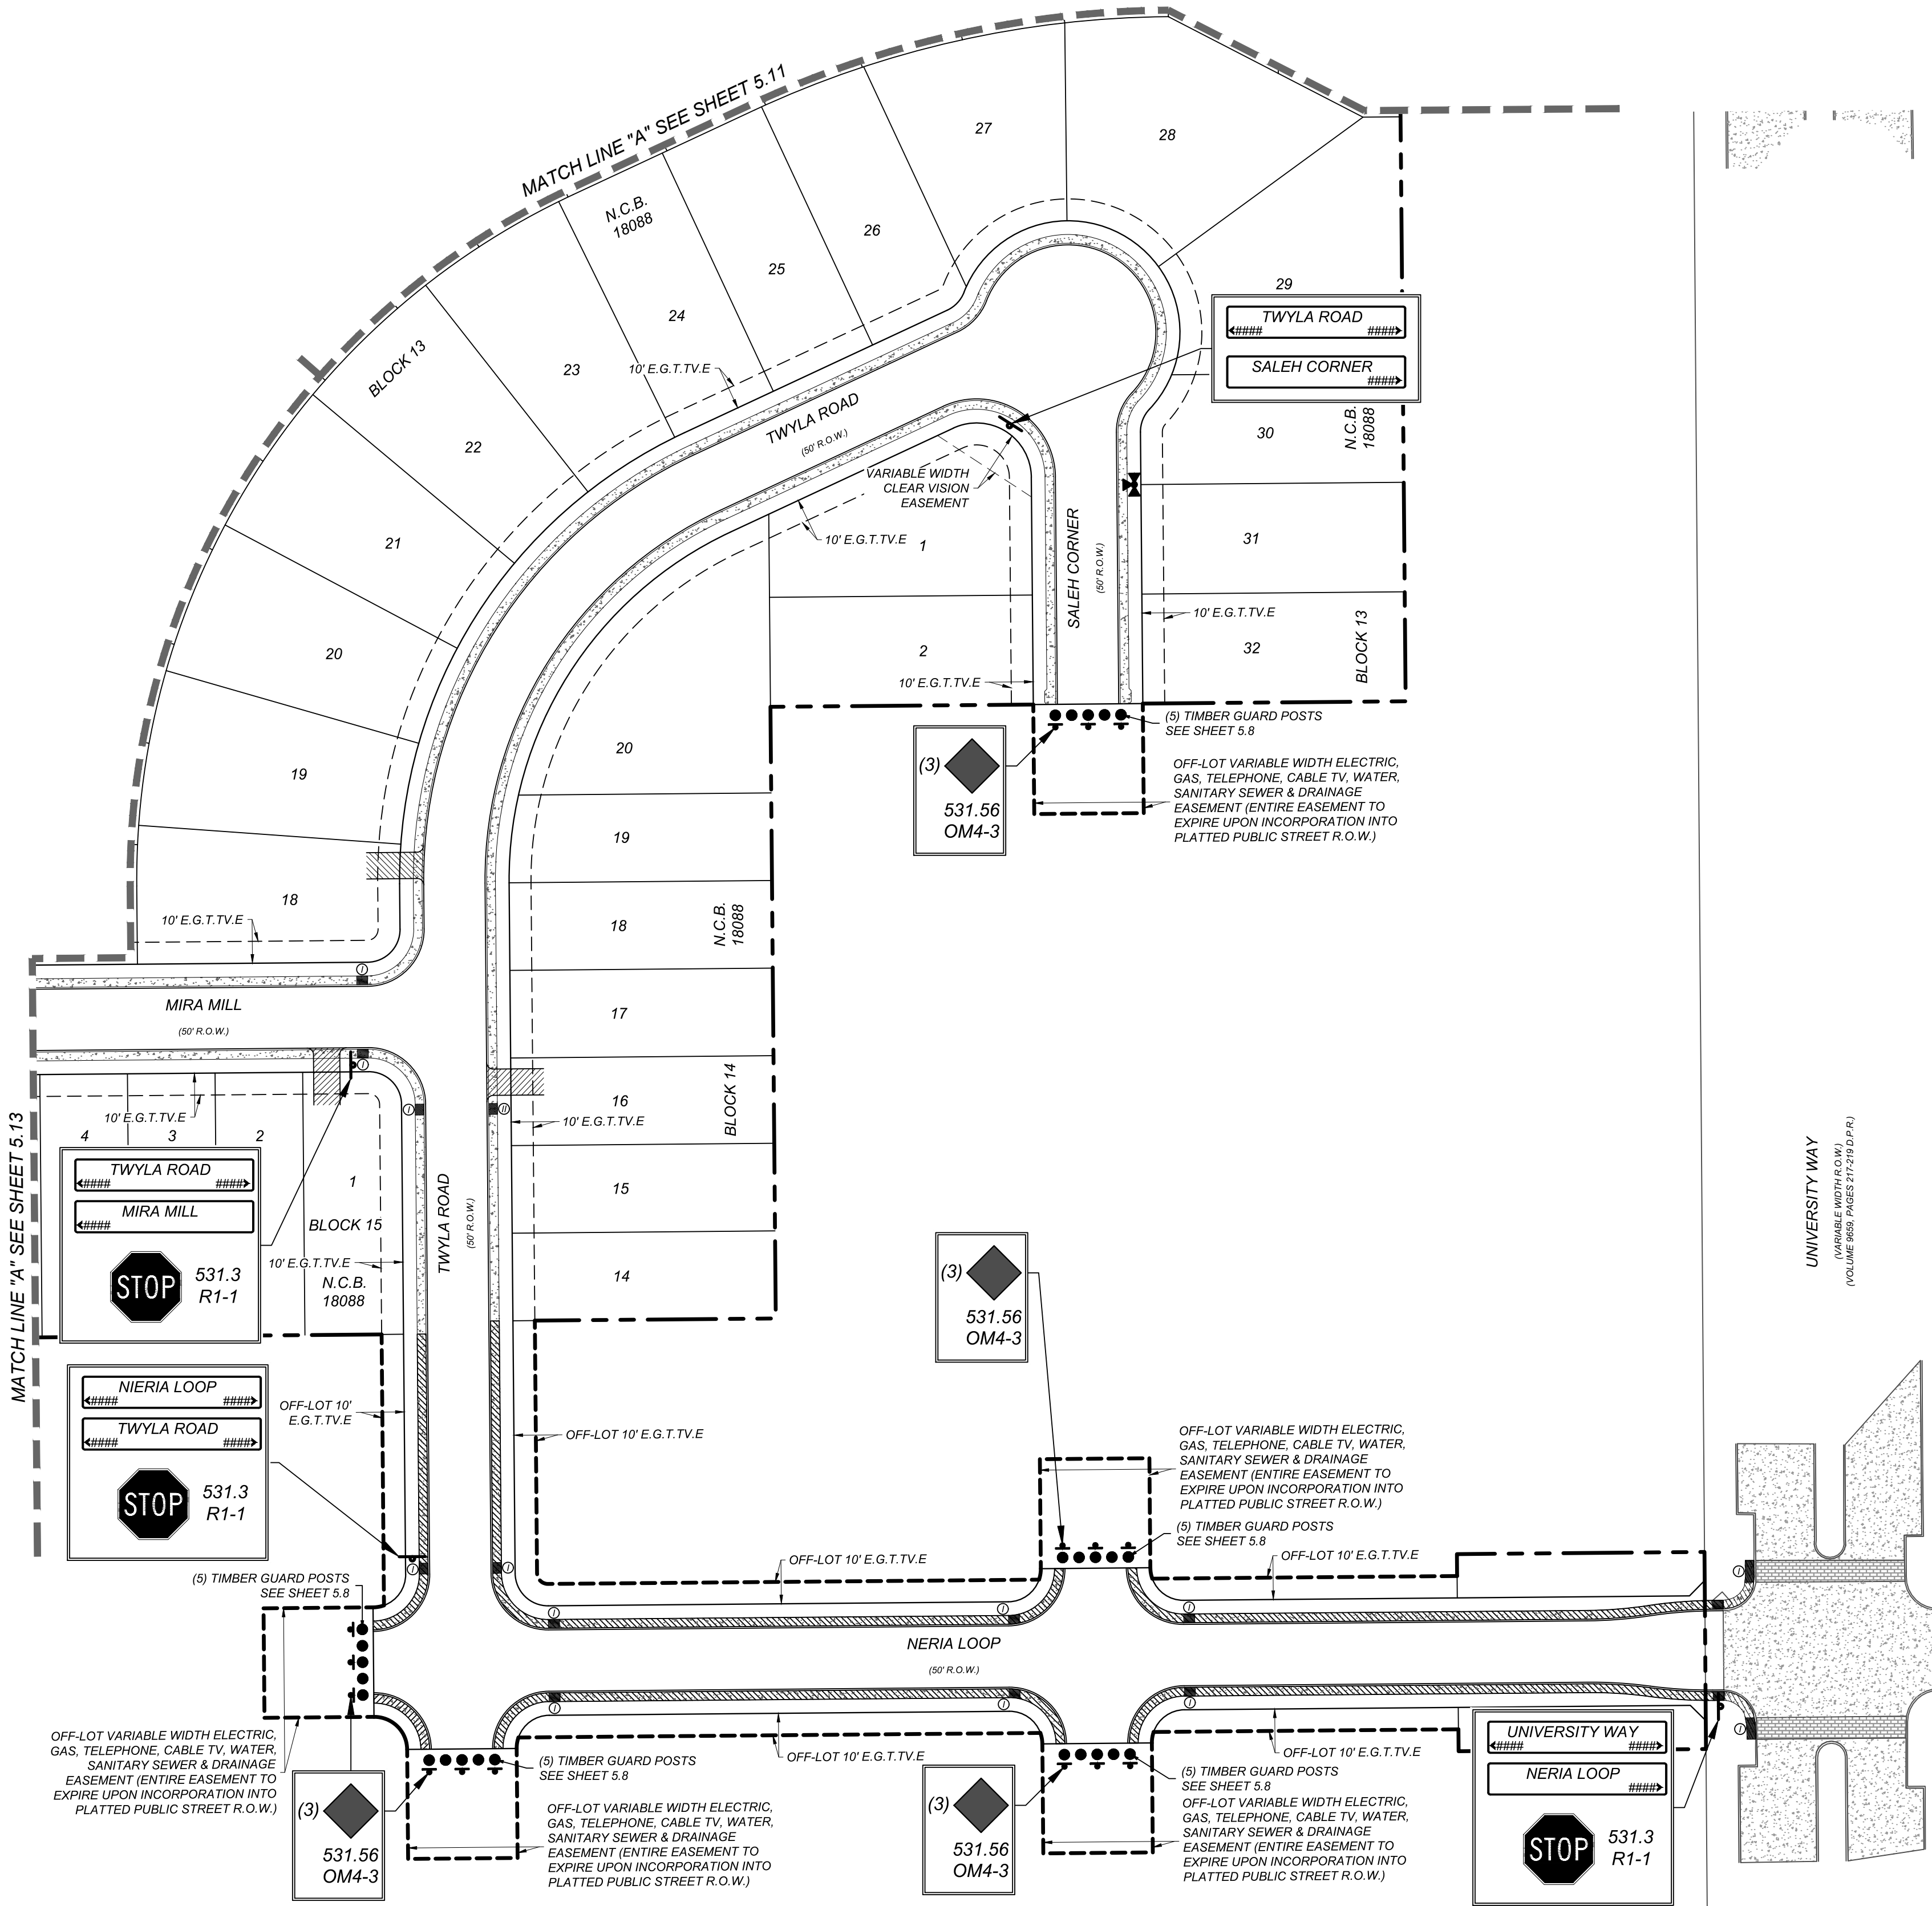 MATCH LINE "A" SEE SHEET 5.11
27
28
N.C.B.
18088
26
25
24
29
TWYLA ROAD
#### ####
SALEH CORNER
####
BLOCK 13
23
10' E.G.T.TV.E
TWYLA ROAD
(50' R.O.W.)
22
30
N.C.B.
18088
VARIABLE WIDTH
CLEAR VISION
EASEMENT
21
10' E.G.T.TV.E
1
SALEH CORNER
(50' R.O.W.)
31
10' E.G.T.TV.E
20
2
32
BLOCK 13
10' E.G.T.TV.E
(5) TIMBER GUARD POSTS
SEE SHEET 5.8
20
19
(3)
531.56
OM4-3
OFF-LOT VARIABLE WIDTH ELECTRIC,
GAS, TELEPHONE, CABLE TV, WATER,
SANITARY SEWER & DRAINAGE
EASEMENT (ENTIRE EASEMENT TO
EXPIRE UPON INCORPORATION INTO
PLATTED PUBLIC STREET R.O.W.)
19
18
10' E.G.T.TV.E
18
N.C.B.
18088
I
MIRA MILL
(50' R.O.W.)
17
I
10' E.G.T.TV.E
I
II
16
10' E.G.T.TV.E
BLOCK 14
4
3
2
MATCH LINE "A" SEE SHEET 5.13
TWYLA ROAD
#### ####
MIRA MILL
####
STOP
531.3
R1-1
1
BLOCK 15
10' E.G.T.TV.E
N.C.B.
18088
TWYLA ROAD
(50' R.O.W.)
15
14
UNIVERSITY WAY
(VARIABLE WIDTH R.O.W.)
(VOLUME 9659, PAGES 217-219 D.P.R.)
(3)
531.56
OM4-3
NIERIA LOOP
#### ####
TWYLA ROAD
#### ####
STOP
531.3
R1-1
OFF-LOT 10'
E.G.T.TV.E
OFF-LOT 10' E.G.T.TV.E
OFF-LOT VARIABLE WIDTH ELECTRIC,
GAS, TELEPHONE, CABLE TV, WATER,
SANITARY SEWER & DRAINAGE
EASEMENT (ENTIRE EASEMENT TO
EXPIRE UPON INCORPORATION INTO
PLATTED PUBLIC STREET R.O.W.)
(5) TIMBER GUARD POSTS
SEE SHEET 5.8
OFF-LOT 10' E.G.T.TV.E
OFF-LOT 10' E.G.T.TV.E
I
I
I
(5) TIMBER GUARD POSTS
SEE SHEET 5.8
I
I
I
NERIA LOOP
(50' R.O.W.)
I
I
I
I
OFF-LOT VARIABLE WIDTH ELECTRIC,
GAS, TELEPHONE, CABLE TV, WATER,
SANITARY SEWER & DRAINAGE
EASEMENT (ENTIRE EASEMENT TO
EXPIRE UPON INCORPORATION INTO
PLATTED PUBLIC STREET R.O.W.)
(3)
531.56
OM4-3
(5) TIMBER GUARD POSTS
SEE SHEET 5.8
OFF-LOT VARIABLE WIDTH ELECTRIC,
GAS, TELEPHONE, CABLE TV, WATER,
SANITARY SEWER & DRAINAGE
EASEMENT (ENTIRE EASEMENT TO
EXPIRE UPON INCORPORATION INTO
PLATTED PUBLIC STREET R.O.W.)
OFF-LOT 10' E.G.T.TV.E
(3)
531.56
OM4-3
OFF-LOT 10' E.G.T.TV.E
(5) TIMBER GUARD POSTS
SEE SHEET 5.8
OFF-LOT VARIABLE WIDTH ELECTRIC,
GAS, TELEPHONE, CABLE TV, WATER,
SANITARY SEWER & DRAINAGE
EASEMENT (ENTIRE EASEMENT TO
EXPIRE UPON INCORPORATION INTO
PLATTED PUBLIC STREET R.O.W.)
UNIVERSITY WAY
#### ####
NERIA LOOP
####
STOP
531.3
R1-1